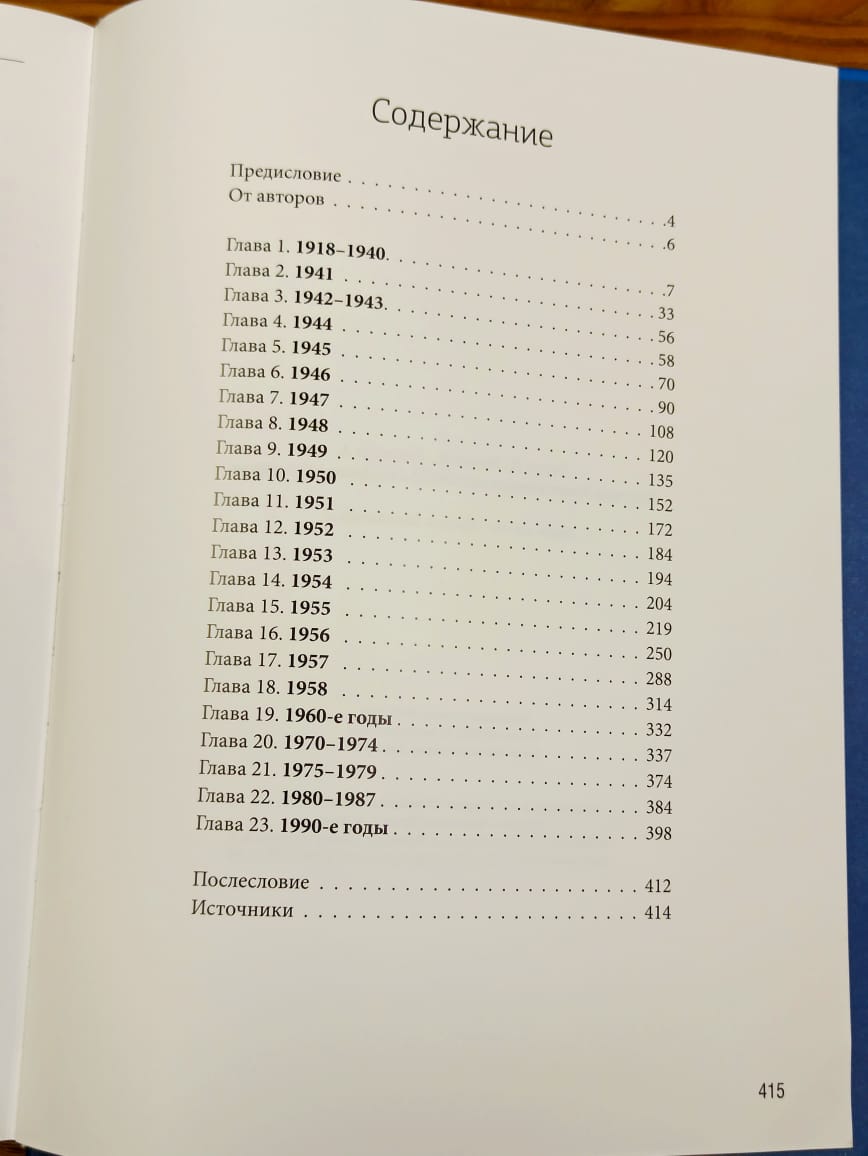 Содержание
Предисловие . . . . . . . . . . . . . . . . . . . . . . . . .4
От авторов . . . . . . . . . . . . . . . . . . . . . . . . . .6
Глава 1. 1918–1940. . . . . . . . . . . . . . . . . . . . . .7
Глава 2. 1941 . . . . . . . . . . . . . . . . . . . . . . . . 33
Глава 3. 1942–1943. . . . . . . . . . . . . . . . . . . . . 56
Глава 4. 1944 . . . . . . . . . . . . . . . . . . . . . . . . 58
Глава 5. 1945 . . . . . . . . . . . . . . . . . . . . . . . . 70
Глава 6. 1946 . . . . . . . . . . . . . . . . . . . . . . . . 90
Глава 7. 1947 . . . . . . . . . . . . . . . . . . . . . . . 108
Глава 8. 1948 . . . . . . . . . . . . . . . . . . . . . . . 120
Глава 9. 1949 . . . . . . . . . . . . . . . . . . . . . . . 135
Глава 10. 1950 . . . . . . . . . . . . . . . . . . . . . . 152
Глава 11. 1951 . . . . . . . . . . . . . . . . . . . . . . 172
Глава 12. 1952 . . . . . . . . . . . . . . . . . . . . . . 184
Глава 13. 1953 . . . . . . . . . . . . . . . . . . . . . . 194
Глава 14. 1954 . . . . . . . . . . . . . . . . . . . . . . 204
Глава 15. 1955 . . . . . . . . . . . . . . . . . . . . . . 219
Глава 16. 1956 . . . . . . . . . . . . . . . . . . . . . . 250
Глава 17. 1957 . . . . . . . . . . . . . . . . . . . . . . 288
Глава 18. 1958 . . . . . . . . . . . . . . . . . . . . . . 314
Глава 19. 1960-е годы . . . . . . . . . . . . . . . . . . 332
Глава 20. 1970–1974 . . . . . . . . . . . . . . . . . . . 337
Глава 21. 1975–1979 . . . . . . . . . . . . . . . . . . . 374
Глава 22. 1980–1987 . . . . . . . . . . . . . . . . . . . 384
Глава 23. 1990-е годы . . . . . . . . . . . . . . . . . . 398
Послесловие . . . . . . . . . . . . . . . . . . . . . . . . 412
Источники . . . . . . . . . . . . . . . . . . . . . . . . . 414
415